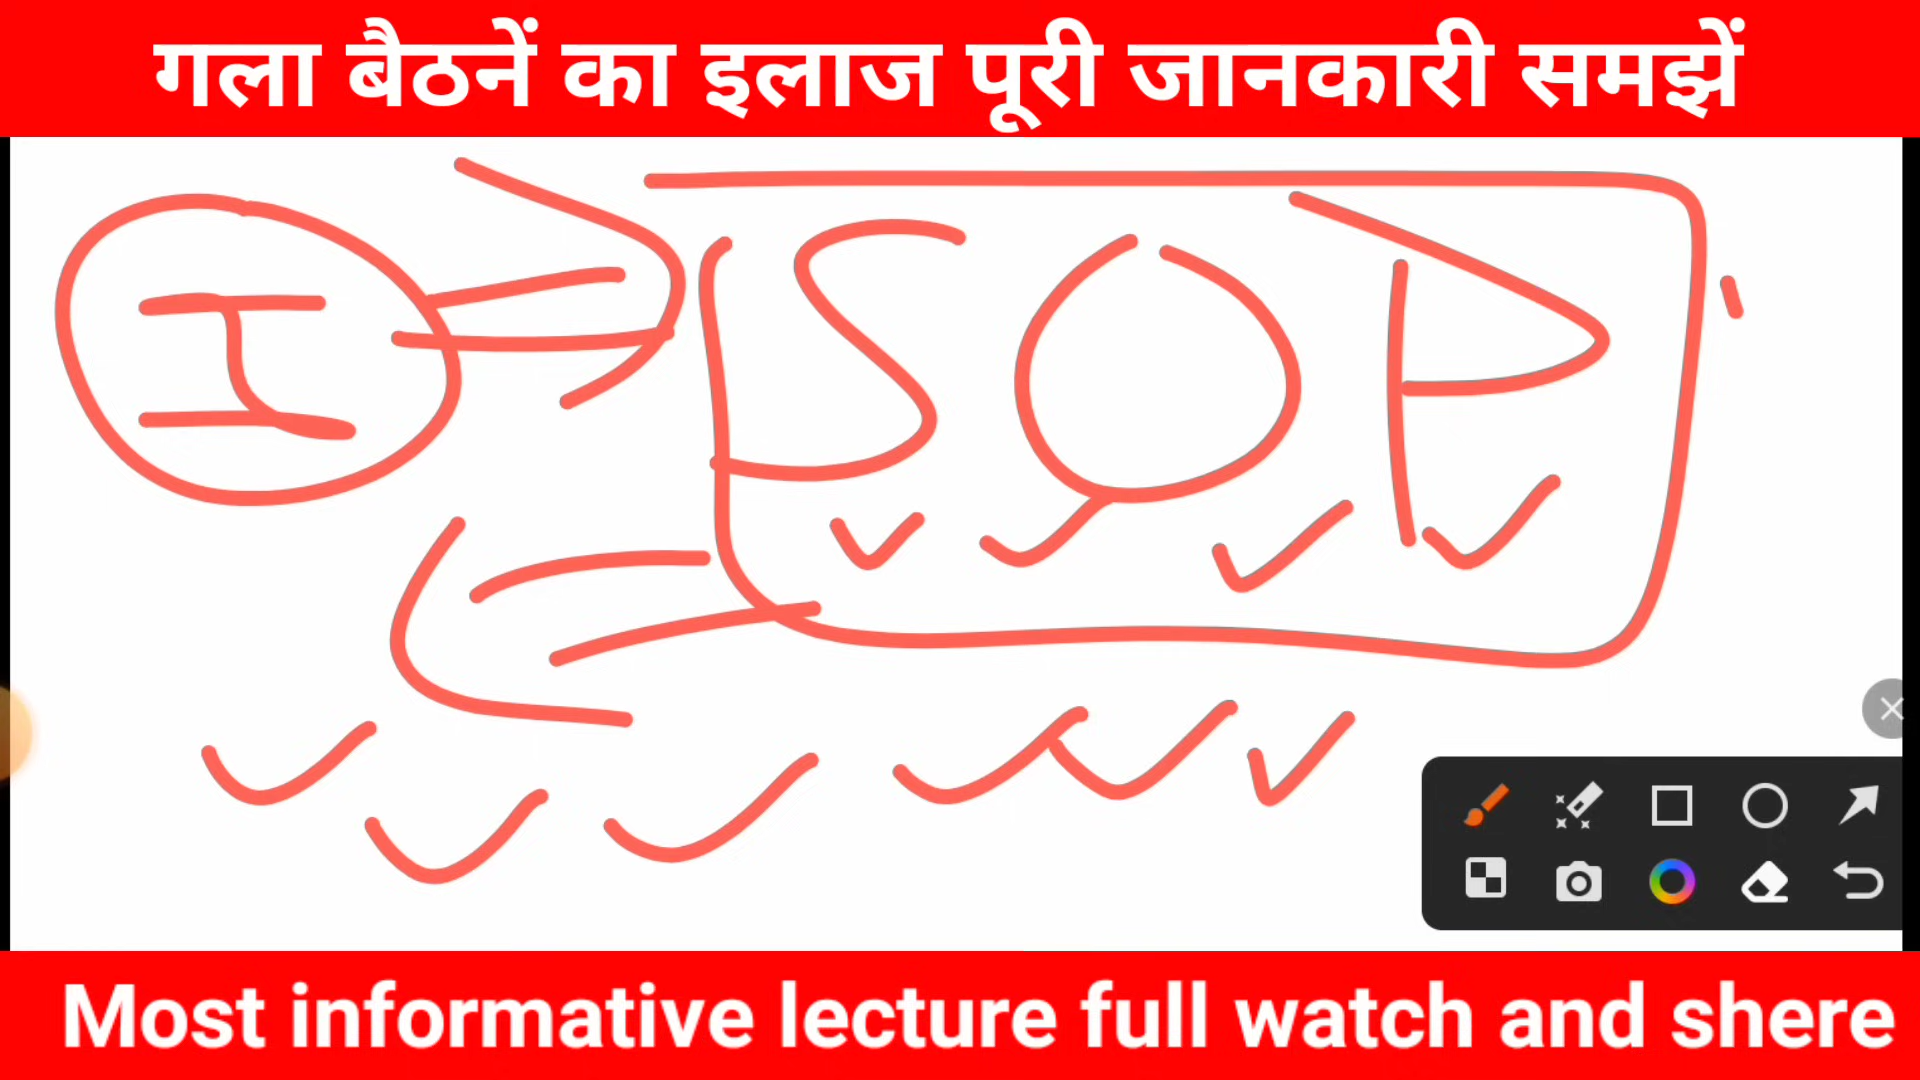 गला बैठनें का इलाज पूरी जानकारी समझें
I SOP
Most informative lecture full watch and shere